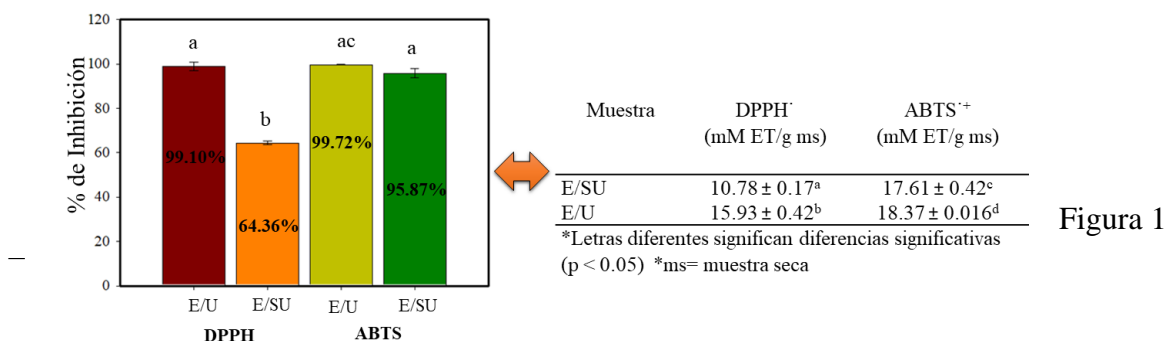 % de Inhibición
120
100
80
60
40
20
0
a
b
ac
a
99.10%
64.36%
99.72%
95.87%
E/U E/SU E/U E/SU
DPPH ABTS
Muestra DPPH˙ ABTS˙⁺
(mM ET/g ms) (mM ET/g ms)
E/SU 10.78 ± 0.17ᵃ 17.61 ± 0.42ᶜ
E/U 15.93 ± 0.42ᵇ 18.37 ± 0.016ᵈ
*Letras diferentes significan diferencias significativas
(p < 0.05) *ms= muestra seca
Figura 1